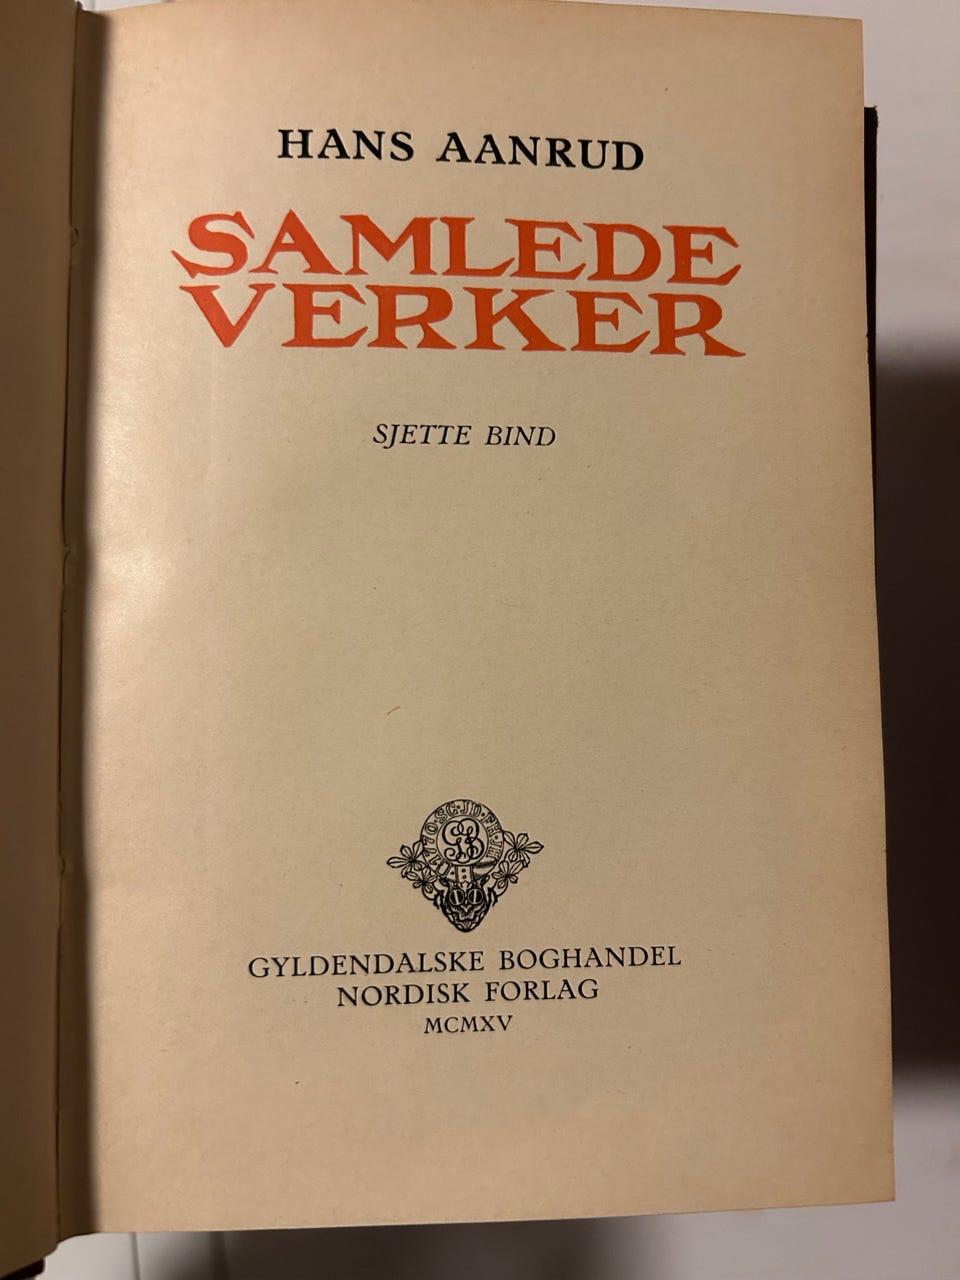 HANS AANRUD
SAMLEDE
VERKER
SJETTE BIND
GYLDENDALSKE BOGHANDEL
NORDISK FORLAG
MCMXV